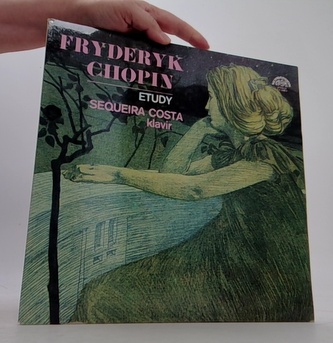 FRYDERYK
CHOPIN
ETUDY
SEQUEIRA COSTA
klavír